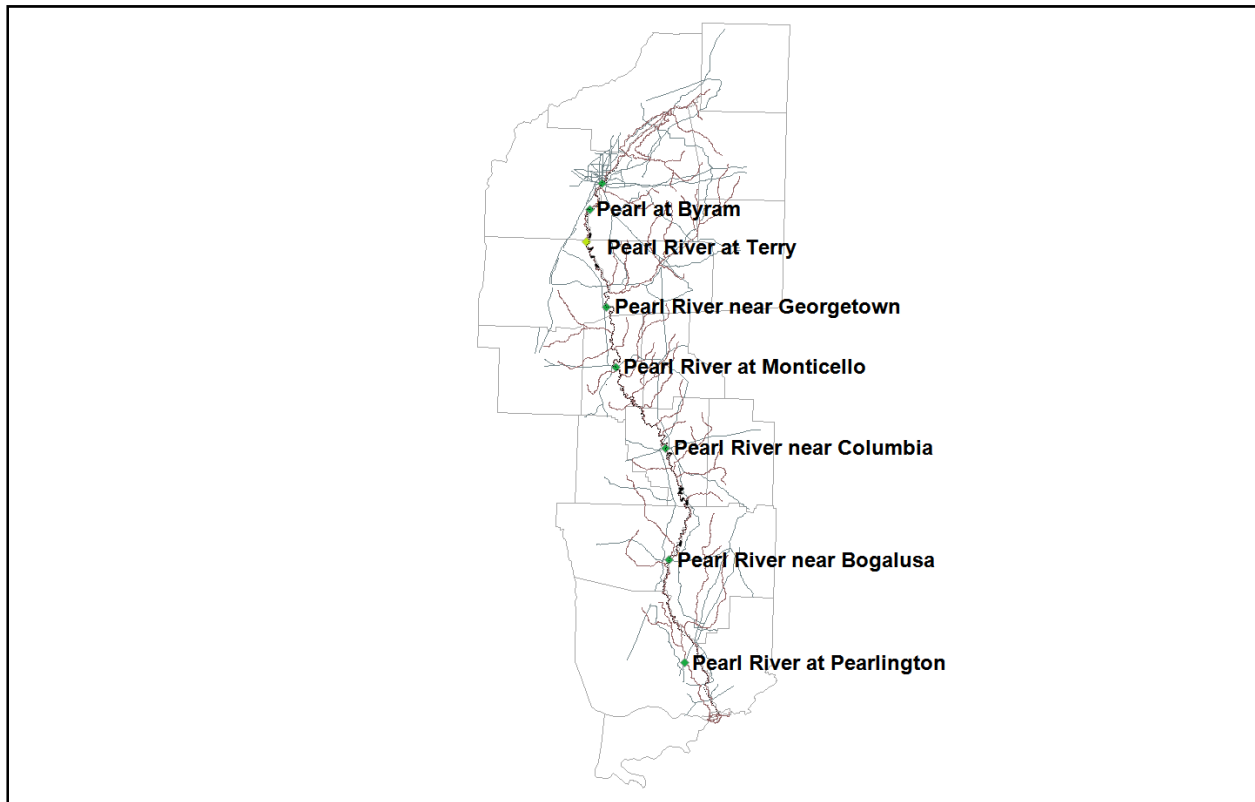 Pearl at Byram
Pearl River at Terry
Pearl River near Georgetown
Pearl River at Monticello
Pearl River near Columbia
Pearl River near Bogalusa
Pearl River at Pearlington